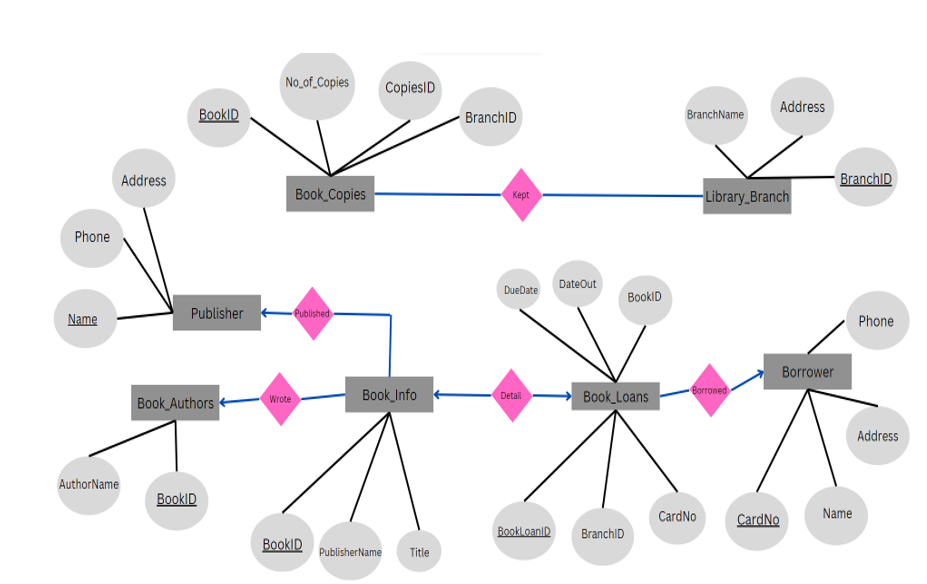 No_of_Copies
CopiesID
BookID
BranchID
BranchName
Address
BranchID
Book_Copies
Kept
Library_Branch
Address
Phone
Name
Publisher
Published
DueDate
DateOut
BookID
Phone
Borrower
Book_Authors
Wrote
Book_Info
Detail
Book_Loans
Borrowed
Address
AuthorName
BookID
BookID
PublisherName
Title
BookLoanID
BranchID
CardNo
CardNo
Name